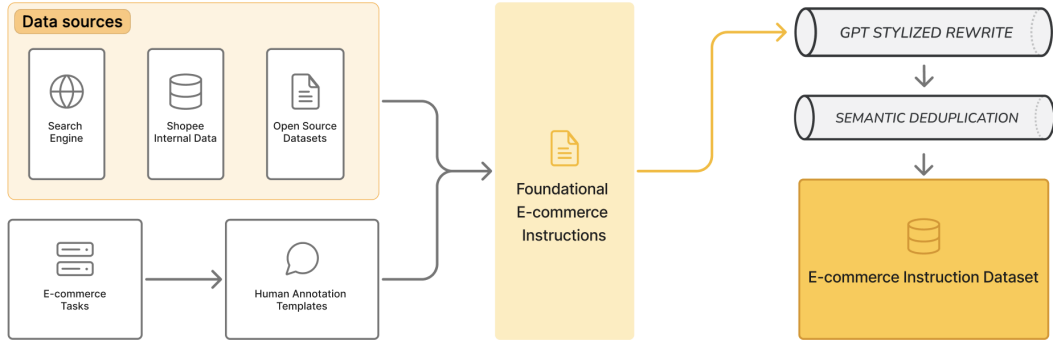 Data sources
Search
Engine
Shopee
Internal Data
Open Source
Datasets
E-commerce
Tasks
Human Annotation
Templates
Foundational
E-commerce
Instructions
GPT STYLIZED REWRITE
SEMANTIC DEDUPLICATION
E-commerce Instruction Dataset